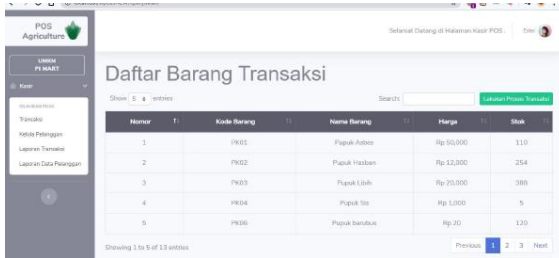 POS
Agriculture
Selamat Datang di Halaman Kasir POS .
UMKM
PI MART
Kasir
Transaksi
Kelola Pelanggan
Laporan Transaksi
Laporan Data Pelanggan
Daftar Barang Transaksi
Show 5 entries
Search:
Lakukan Proses Transaksi
Nomor Kode Barang Nama Barang Harga Stok
1 PK01 Pupuk Asbes Rp 50,000 110
2 PK02 Pupuk Hasban Rp 12,000 254
3 PK03 Pupuk Libih Rp 20,000 388
4 PK04 Pupuk Sis Rp 1,000 5
5 PK06 Pupuk barubue Rp 20 120
Showing 1 to 5 of 13 entries
Previous 1 2 3 Next